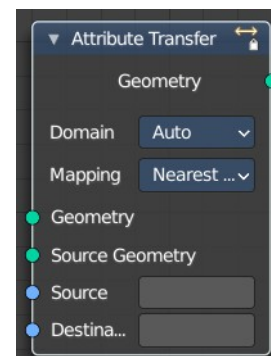 Attribute Transfer
Geometry
Domain Auto
Mapping Nearest ...
Geometry
Source Geometry
Source
Destina...